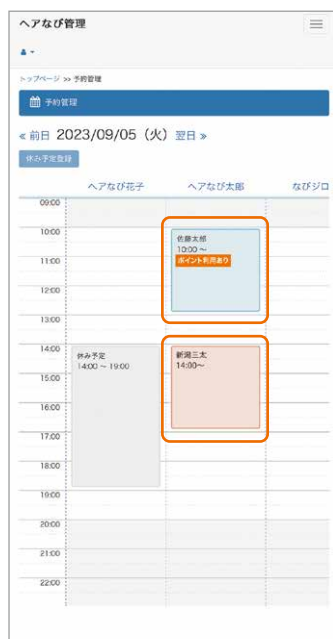 ヘアなび管理
トップページ >> 予約管理
予約管理
« 前日 2023/09/05（火）翌日 »
休み予定登録
ヘアなび花子 ヘアなび太郎 なびジロ
09:00
10:00
佐藤太郎
10:00 ～
ポイント利用あり
11:00
12:00
13:00
14:00
休み予定
14:00 ～ 19:00
新潟三太
14:00～
15:00
16:00
17:00
18:00
19:00
20:00
21:00
22:00